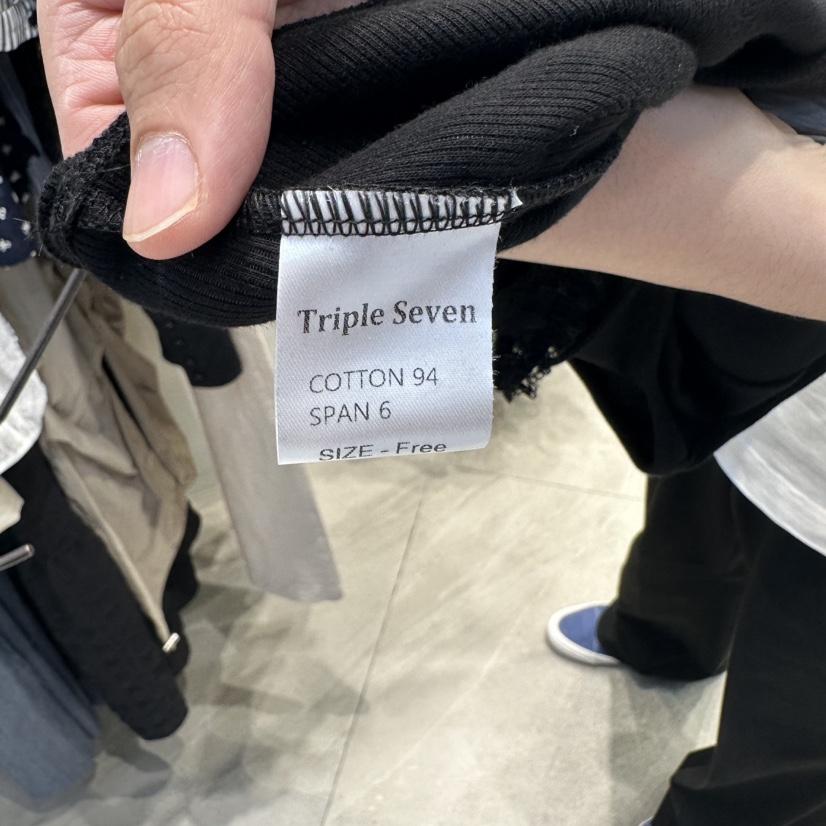 Triple Seven
COTTON 94
SPAN 6
SIZE - Free